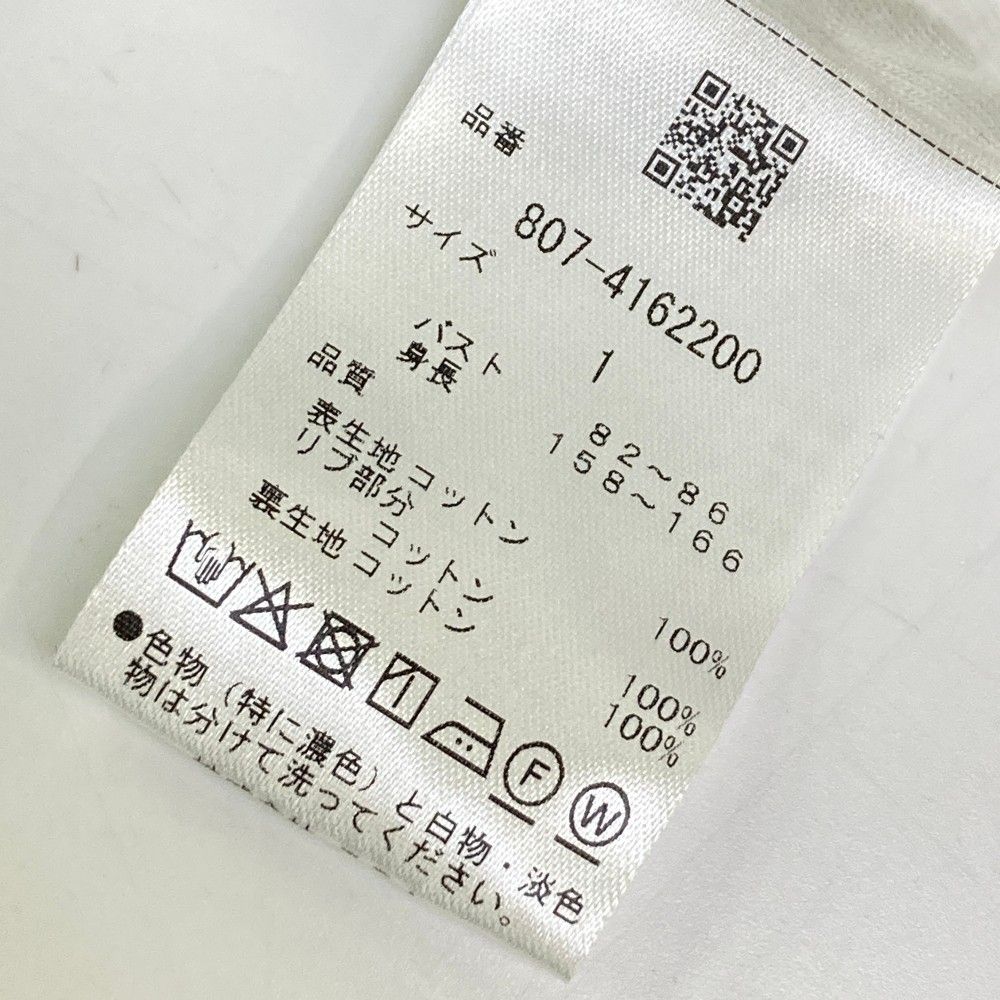 品番
807-4162200
サイズ
1
バスト 82～86
身長 158～166
品質
表生地 コットン 100%
リブ部分
コットン 100%
裏生地 コットン 100%
F W
●色物（特に濃色）と白物・淡色
物は分けて洗ってください。